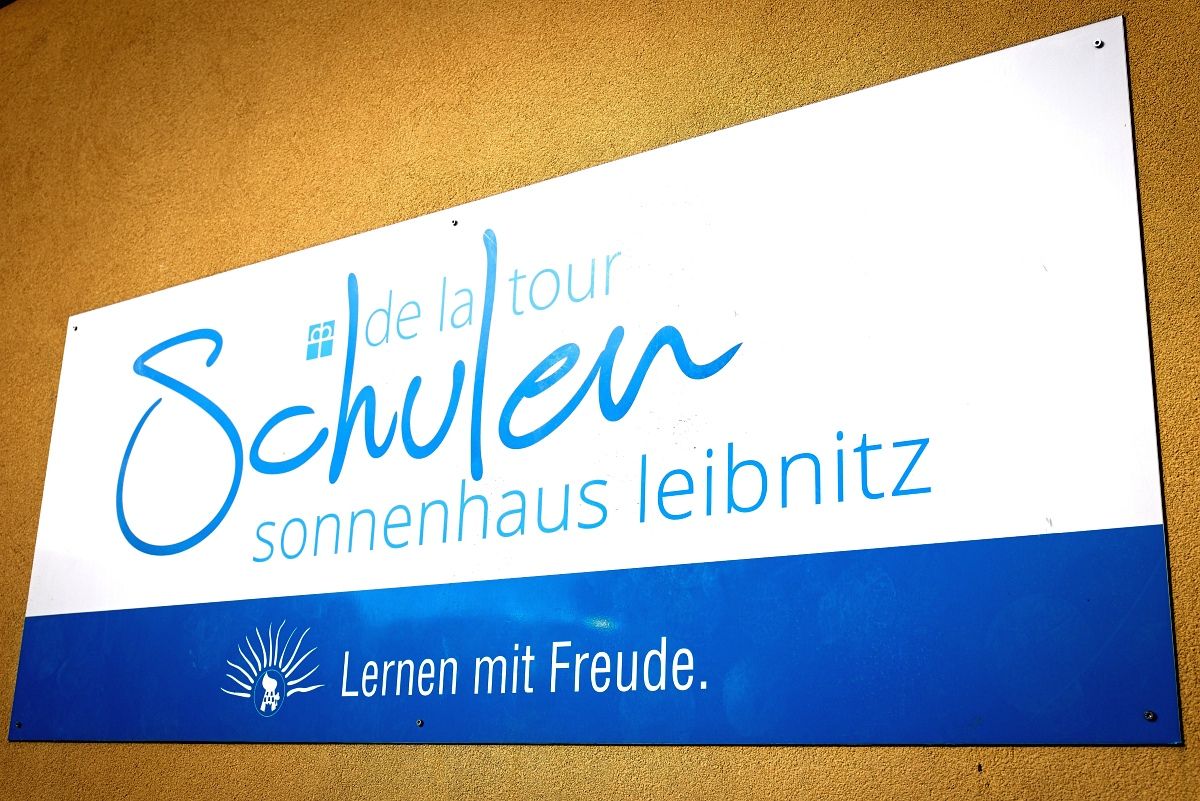 de la tour
Schulen
sonnenhaus leibnitz
Lernen mit Freude.